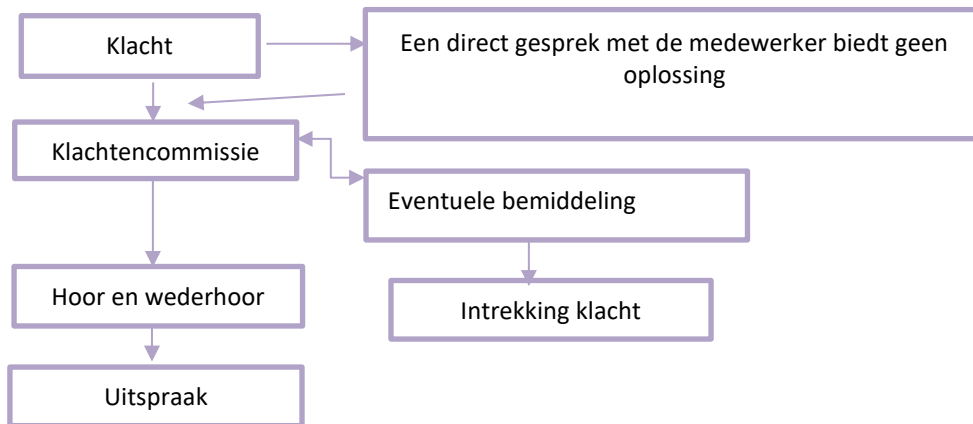 Klacht
Een direct gesprek met de medewerker biedt geen
oplossing
Klachtencommissie
Eventuele bemiddeling
Hoor en wederhoor
Intrekking klacht
Uitspraak